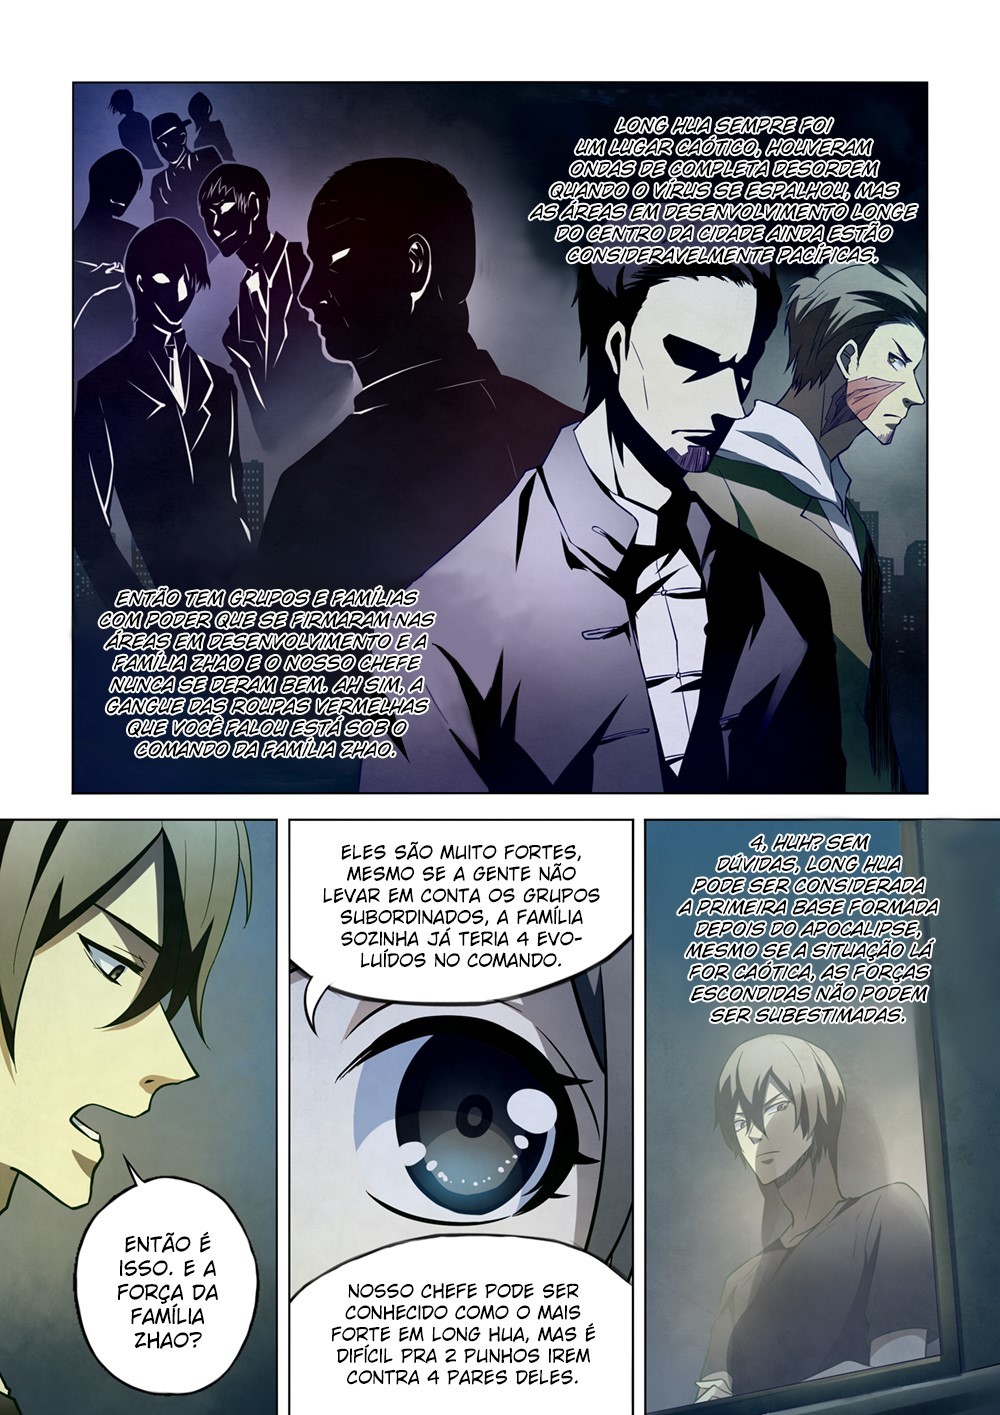 LONG HUA SEMPRE FOI
UM LUGAR CAÓTICO, HOUVERAM
ONDAS DE COMPLETA DESORDEM
QUANDO O VÍRUS SE ESPALHOU, MAS
AS ÁREAS EM DESENVOLVIMENTO LONGE
DO CENTRO DA CIDADE AINDA ESTÃO
CONSIDERAVELMENTE PACÍFICAS.
ENTÃO TEM GRUPOS E FAMÍLIAS
COM PODER QUE SE FIRMARAM NAS
ÁREAS EM DESENVOLVIMENTO E A
FAMÍLIA ZHAO E O NOSSO CHEFE
NUNCA SE DERAM BEM. AH SIM, A
GANGUE DAS ROUPAS VERMELHAS
QUE VOCÊ FALOU ESTÁ SOB O
COMANDO DA FAMÍLIA ZHAO.
ENTÃO É
ISSO. E A
FORÇA DA
FAMÍLIA
ZHAO?
ELES SÃO MUITO FORTES,
MESMO SE A GENTE NÃO
LEVAR EM CONTA OS GRUPOS
SUBORDINADOS, A FAMÍLIA
SOZINHA JÁ TERIA 4 EVO-
LUÍDOS NO COMANDO.
NOSSO CHEFE PODE SER
CONHECIDO COMO O MAIS
FORTE EM LONG HUA, MAS É
DIFÍCIL PRA 2 PUNHOS IREM
CONTRA 4 PARES DELES.
4, HUH? SEM
DÚVIDAS, LONG HUA
PODE SER CONSIDERADA
A PRIMEIRA BASE FORMADA
DEPOIS DO APOCALIPSE,
MESMO SE A SITUAÇÃO LÁ
FOR CAÓTICA, AS FORÇAS
ESCONDIDAS NÃO PODEM
SER SUBESTIMADAS.